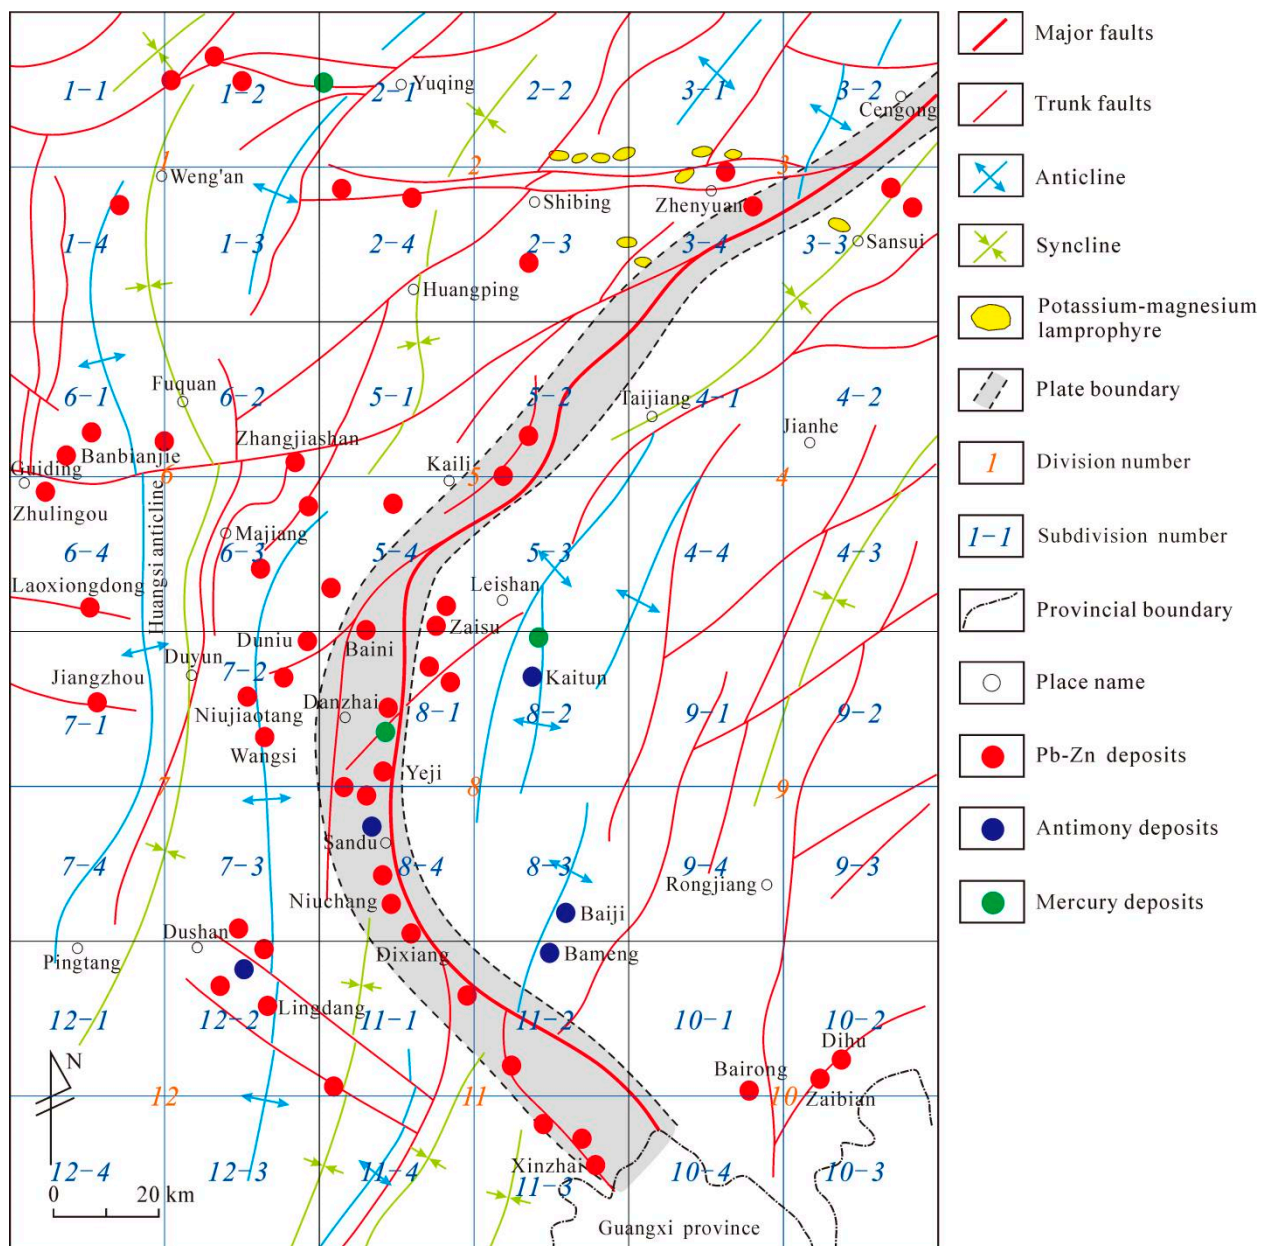 1-1
1-2
2-1
Yuqing
2-2
3-1
3-2
Cengong
1
Weng'an
2
3
Shibing
Zhenyuan
1-4
1-3
2-4
2-3
3-4
3-3
Sansui
Huangping
6-1
Fuquan
6-2
5-1
5-2
Taijiang
4-1
4-2
Jianhe
Banbianjie
Zhangjiashan
Kaili
Guiding
6
5
4
Zhulingou
Huangsi anticline
Majiang
6-4
6-3
5-4
5-3
4-4
4-3
Laoxiongdong
Leishan
Duniu
Baini
Zaisu
Duyun
7-2
Jiangzhou
Kaitun
7-1
Niujiaotang
Danzhai
8-1
8-2
9-1
9-2
Wangsi
Yeji
7
8
9
Sandu
7-4
7-3
8-4
8-3
9-4
9-3
Rongjiang
Niuchang
Baiji
Dushan
Pingtang
Dixiang
Bameng
Lingdang
12-1
12-2
11-1
11-2
10-1
10-2
Dihu
Bairong
12
11
10
Zaibian
12-4
12-3
11-4
Xinzhai
11-3
10-4
10-3
N
0
20 km
Guangxi province
Major faults
Trunk faults
Anticline
Syncline
Potassium-magnesium
lamprophyre
Plate boundary
1
Division number
1-1
Subdivision number
Provincial boundary
Place name
Pb-Zn deposits
Antimony deposits
Mercury deposits